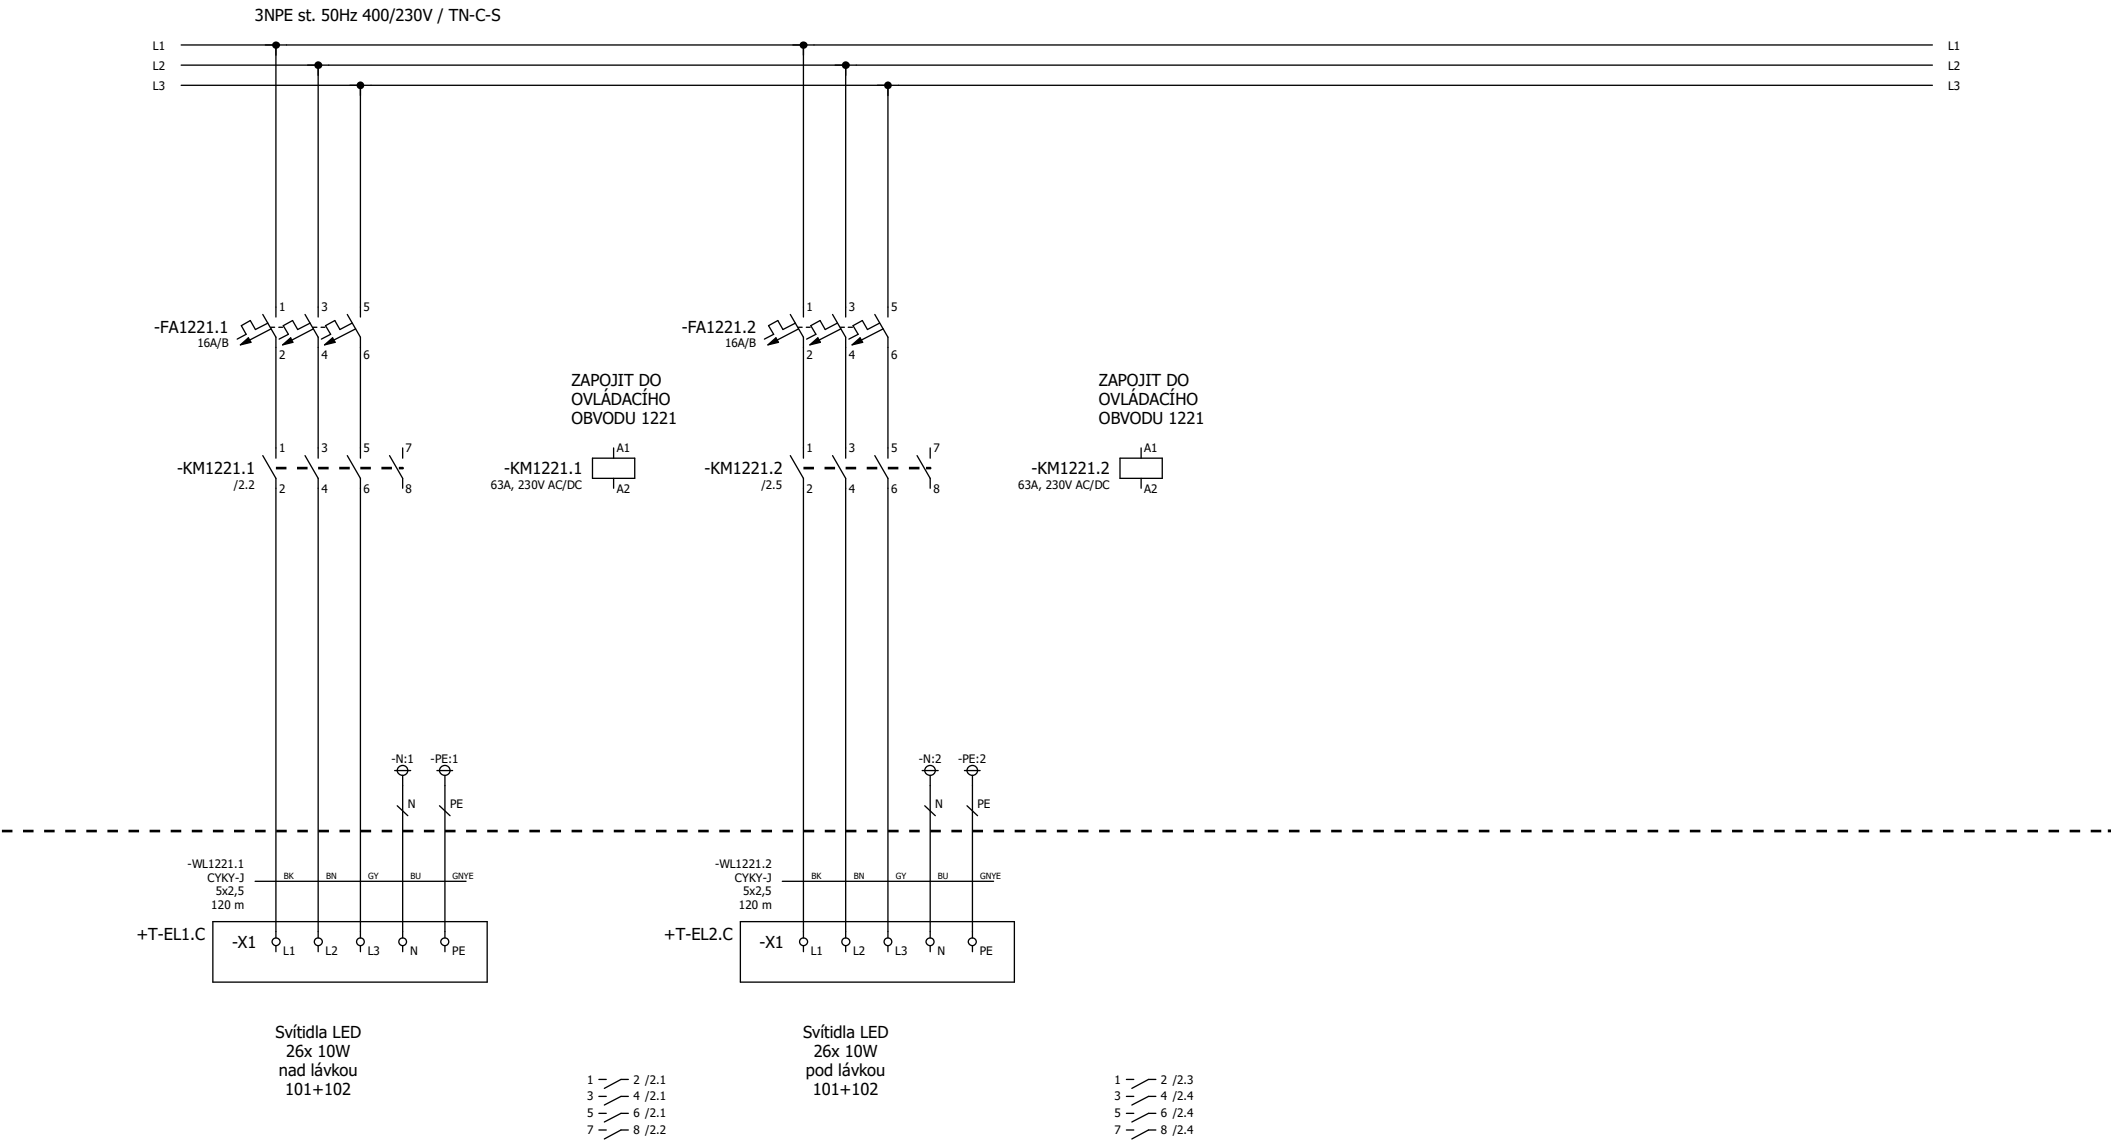 3NPE st. 50Hz 400/230V / TN-C-S
L1 L1
L2 L2
L3 L3
1 3 5
-FA1221.1
16A/B
2 4 6
1 3 5
-FA1221.2
16A/B
2 4 6
ZAPOJIT DO
OVLÁDACÍHO
OBVODU 1221
ZAPOJIT DO
OVLÁDACÍHO
OBVODU 1221
1 3 5 7
-KM1221.1
/2.2
2 4 6 8
A1
-KM1221.1
63A, 230V AC/DC
A2
1 3 5 7
-KM1221.2
/2.5
2 4 6 8
A1
-KM1221.2
63A, 230V AC/DC
A2
-N:1 -PE:1
N PE
-N:2 -PE:2
N PE
-WL1221.1
CYKY-J
5x2,5
120 m
BK BN GY BU GNYE
-WL1221.2
CYKY-J
5x2,5
120 m
BK BN GY BU GNYE
+T-EL1.C
-X1
L1 L2 L3 N PE
+T-EL2.C
-X1
L1 L2 L3 N PE
Svítidla LED
26x 10W
nad lávkou
101+102
Svítidla LED
26x 10W
pod lávkou
101+102
1 2 /2.1
3 4 /2.1
5 6 /2.1
7 8 /2.2
1 2 /2.3
3 4 /2.4
5 6 /2.4
7 8 /2.4